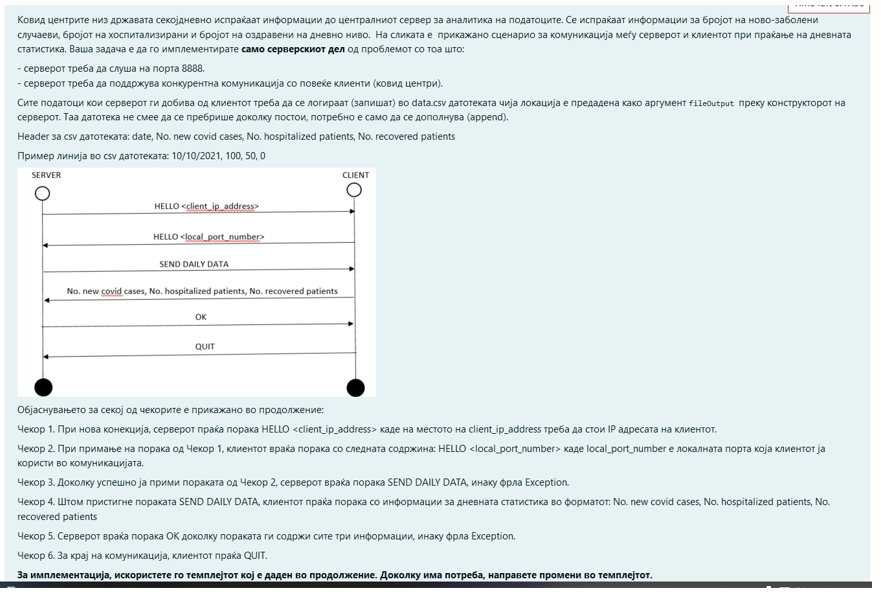 Ковид центрите низ државата секојдневно испраќаат информации до централниот сервер за аналитика на податоците. Се испраќаат информации за бројот на ново-заболени
случаеви, бројот на хоспитализирани и бројот на оздравени на дневно ниво. На сликата е прикажано сценарио за комуникација меѓу серверот и клиентот при праќање на дневната
статистика. Ваша задача е да го имплементирате само серверскиот дел од проблемот со тоа што:
- серверот треба да слуша на порта 8888.
- серверот треба да поддржува конкурентна комуникација со повеќе клиенти (ковид центри).
Сите податоци кои серверот ги добива од клиентот треба да се логираат (запишат) во data.csv датотеката чија локација е предадена како аргумент fileOutput преку конструкторот на
серверот. Таа датотека не смее да се пребрише доколку постои, потребно е само да се дополнува (append).
Header за csv датотеката: date, No. new covid cases, No. hospitalized patients, No. recovered patients
Пример линија во csv датотеката: 10/10/2021, 100, 50, 0
SERVER CLIENT
HELLO <client_ip_address>
HELLO <local_port_number>
SEND DAILY DATA
No. new covid cases, No. hospitalized patients, No. recovered patients
OK
QUIT
Објаснувањето за секој од чекорите е прикажано во продолжение:
Чекор 1. При нова конекција, серверот праќа порака HELLO <client_ip_address> каде на местото на client_ip_address треба да стои IP адресата на клиентот.
Чекор 2. При примање на порака од Чекор 1, клиентот враќа порака со следната содржина: HELLO <local_port_number> каде local_port_number е локалната порта која клиентот ја
користи во комуникацијата.
Чекор 3. Доколку успешно ја прими пораката од Чекор 2, серверот враќа порака SEND DAILY DATA, инаку фрла Exception.
Чекор 4. Штом пристигне пораката SEND DAILY DATA, клиентот праќа порака со информации за дневната статистика во форматот: No. new covid cases, No. hospitalized patients, No.
recovered patients
Чекор 5. Серверот враќа порака OK доколку пораката ги содржи сите три информации, инаку фрла Exception.
Чекор 6. За крај на комуникација, клиентот праќа QUIT.
За имплементација, искористете го темплејтот кој е даден во продолжение. Доколку има потреба, направете промени во темплејтот.